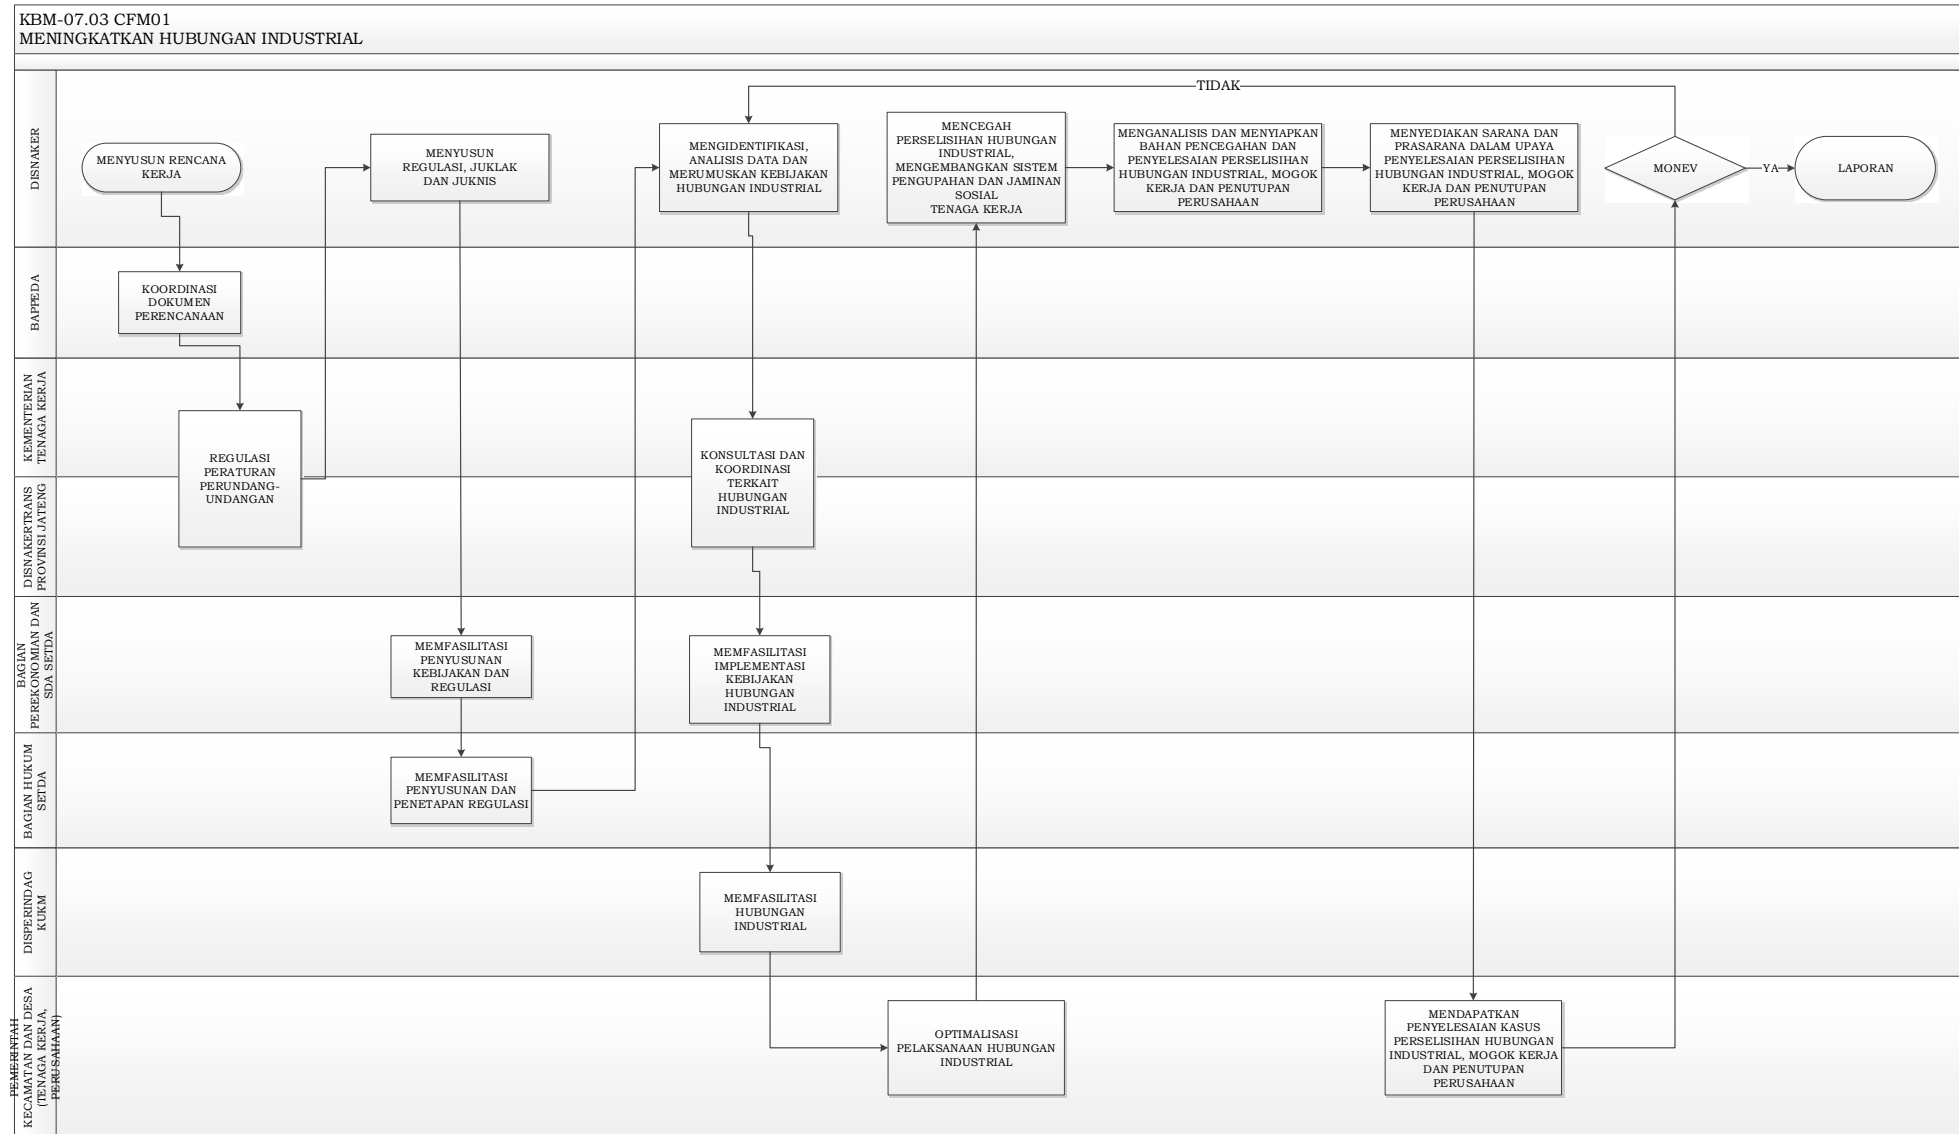 KBM-07.03 CFM01
MENINGKATKAN HUBUNGAN INDUSTRIAL
DISNAKER
MENYUSUN RENCANA
KERJA
MENYUSUN
REGULASI, JUKLAK
DAN JUKNIS
MENGIDENTIFIKASI,
ANALISIS DATA DAN
MERUMUSKAN KEBIJAKAN
HUBUNGAN INDUSTRIAL
MENCEGAH
PERSELISIHAN HUBUNGAN
INDUSTRIAL,
MENGEMBANGKAN SISTEM
PENGUPAHAN DAN JAMINAN
SOSIAL
TENAGA KERJA
MENGANALISIS DAN MENYIAPKAN
BAHAN PENCEGAHAN DAN
PENYELESAIAN PERSELISIHAN
HUBUNGAN INDUSTRIAL, MOGOK
KERJA DAN PENUTUPAN
PERUSAHAAN
MENYEDIAKAN SARANA DAN
PRASARANA DALAM UPAYA
PENYELESAIAN PERSELISIHAN
HUBUNGAN INDUSTRIAL, MOGOK
KERJA DAN PENUTUPAN
PERUSAHAAN
TIDAK
MONEV
YA
LAPORAN
BAPPEDA
KOORDINASI
DOKUMEN
PERENCANAAN
KEMENTERIAN
TENAGA KERJA
REGULASI
PERATURAN
PERUNDANG-
UNDANGAN
KONSULTASI DAN
KOORDINASI
TERKAIT
HUBUNGAN
INDUSTRIAL
DISNAKERTRANS
PROVINSI JATENG
BAGIAN
PEREKONOMIAN DAN
SDA SETDA
MEMFASILITASI
PENYUSUNAN
KEBIJAKAN DAN
REGULASI
MEMFASILITASI
IMPLEMENTASI
KEBIJAKAN
HUBUNGAN
INDUSTRIAL
BAGIAN HUKUM
SETDA
MEMFASILITASI
PENYUSUNAN DAN
PENETAPAN REGULASI
DISPERINDAG
KUKM
MEMFASILITASI
HUBUNGAN
INDUSTRIAL
PEMERINTAH
KECAMATAN DAN DESA
(TENAGA KERJA,
PERUSAHAAN)
OPTIMALISASI
PELAKSANAAN HUBUNGAN
INDUSTRIAL
MENDAPATKAN
PENYELESAIAN KASUS
PERSELISIHAN HUBUNGAN
INDUSTRIAL, MOGOK KERJA
DAN PENUTUPAN
PERUSAHAAN